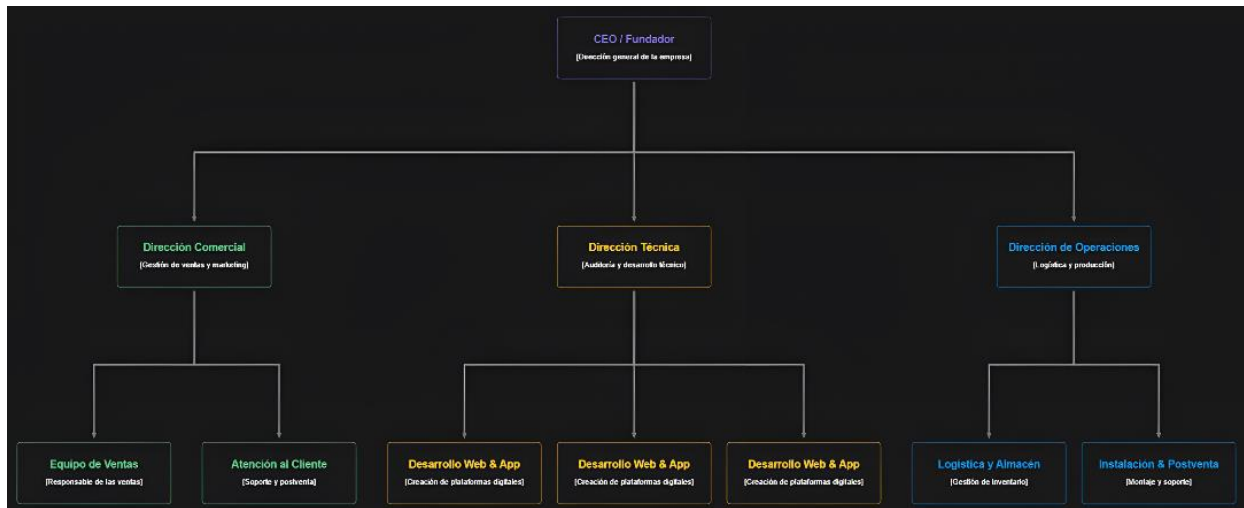 CEO / Fundador
[Dirección general de la empresa]
Dirección Comercial
[Gestión de ventas y marketing]
Dirección Técnica
[Auditoría y desarrollo técnico]
Dirección de Operaciones
[Logística y producción]
Equipo de Ventas
[Responsable de las ventas]
Atención al Cliente
[Soporte y postventa]
Desarrollo Web & App
[Creación de plataformas digitales]
Desarrollo Web & App
[Creación de plataformas digitales]
Desarrollo Web & App
[Creación de plataformas digitales]
Logística y Almacén
[Gestión de inventario]
Instalación & Postventa
[Montaje y soporte]